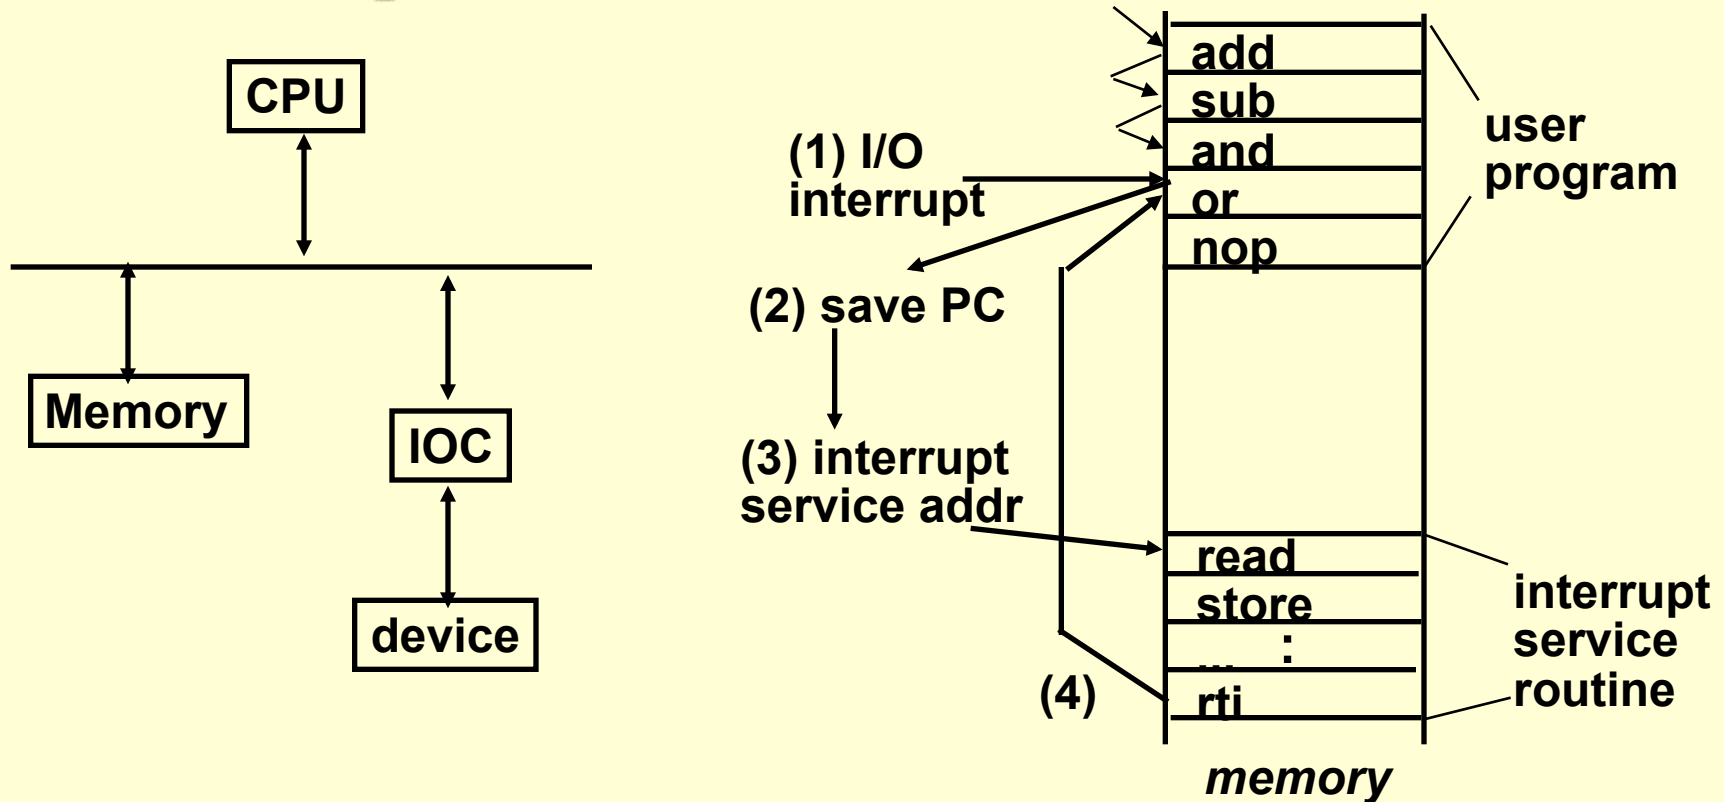 CPU
Memory
IOC
device
(1) I/O
interrupt
(2) save PC
(3) interrupt
service addr
(4)
add
sub
and
or
nop
read
store
... :
rti
memory
user
program
interrupt
service
routine